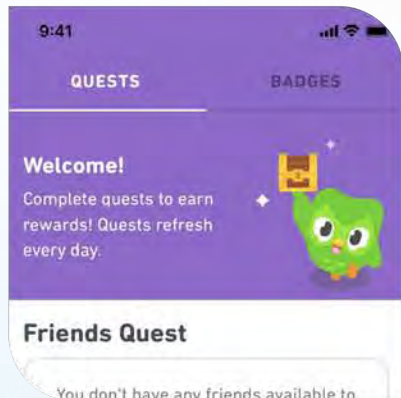 9:41
QUESTS BADGES
Welcome!
Complete quests to earn
rewards! Quests refresh
every day.
Friends Quest
You don't have any friends available to